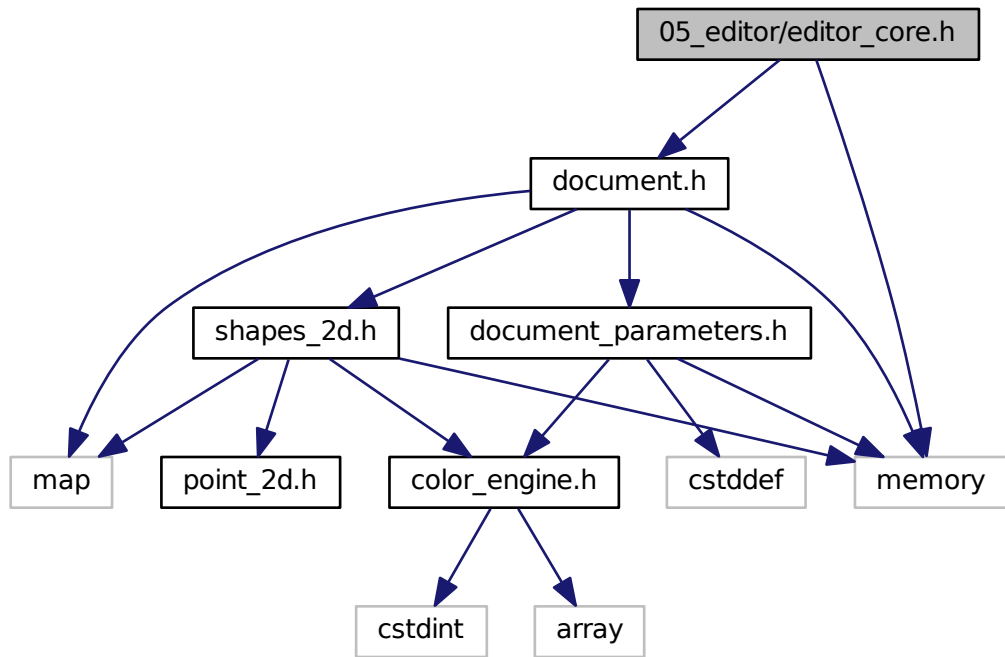 05_editor/editor_core.h
document.h
shapes_2d.h
document_parameters.h
map
point_2d.h
color_engine.h
cstddef
memory
cstdint
array